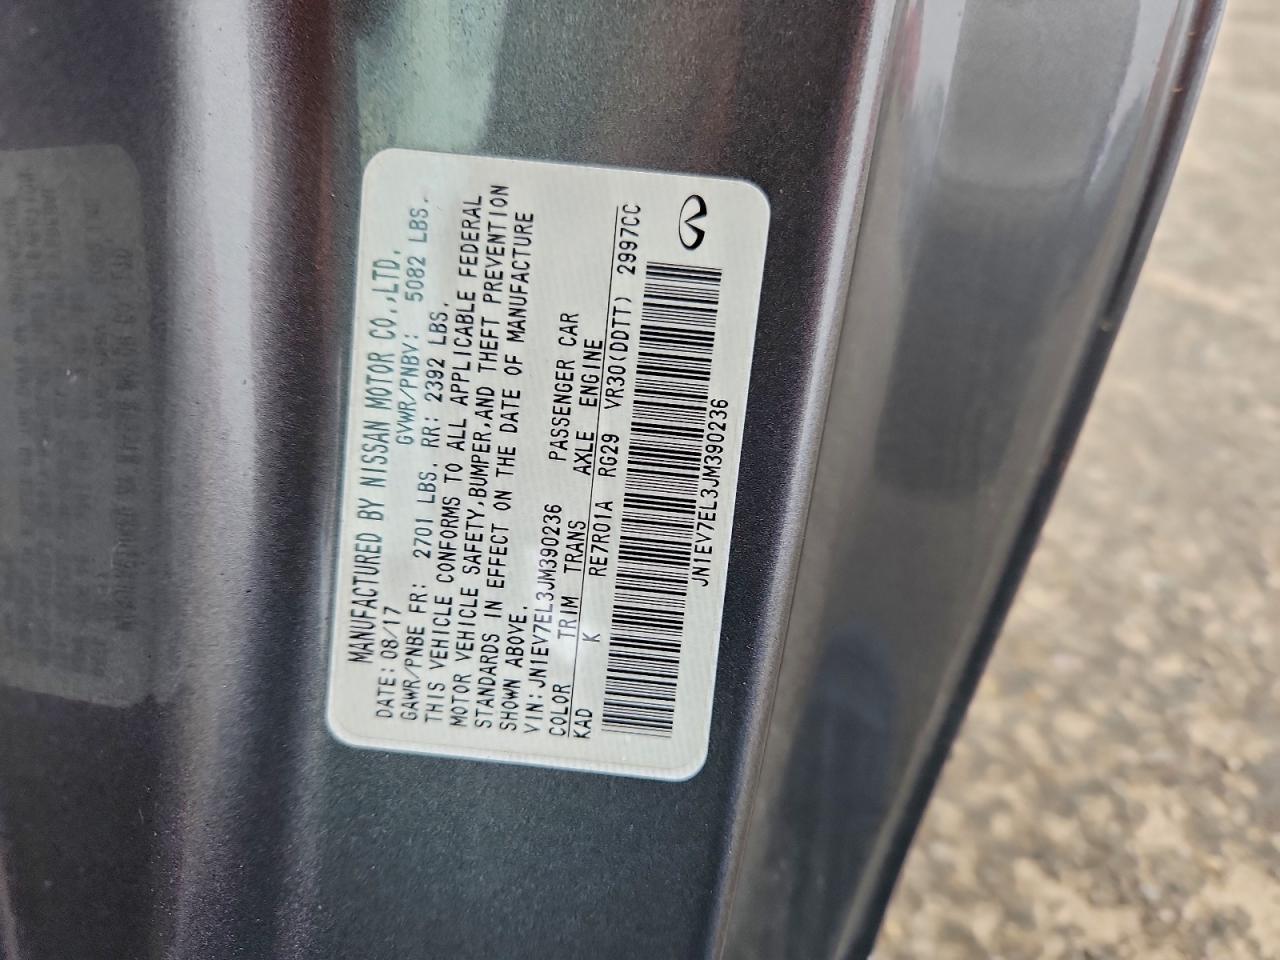 MANUFACTURED BY NISSAN MOTOR CO.,LTD.
DATE: 08/17 GVWR/PNBV: 5082 LBS.
GAWR/PNBE FR: 2701 LBS. RR: 2392 LBS.
THIS VEHICLE CONFORMS TO ALL APPLICABLE FEDERAL
MOTOR VEHICLE SAFETY,BUMPER,AND THEFT PREVENTION
STANDARDS IN EFFECT ON THE DATE OF MANUFACTURE
SHOWN ABOVE.
VIN: JN1EV7EL3JM390236 PASSENGER CAR
COLOR TRIM TRANS AXLE ENGINE
KAD K RE7R01A RG29 VR30(DDTT) 2997CC
JN1EV7EL3JM390236